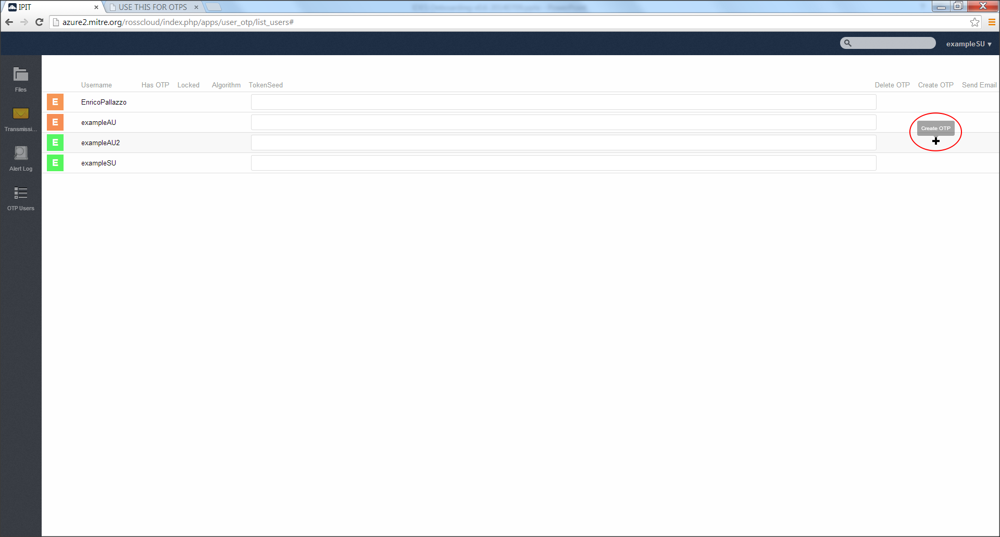 IPIT
USE THIS FOR OTPS
azure2.mitre.org/rosscloud/index.php/apps/user_otp/list_users#
exampleSU ▾
Files
Transmissi...
Alert Log
OTP Users
Username Has OTP Locked Algorithm TokenSeed Delete OTP Create OTP Send Email
E EnricoPallazzo
E exampleAU
Create OTP
E exampleAU2
E exampleSU